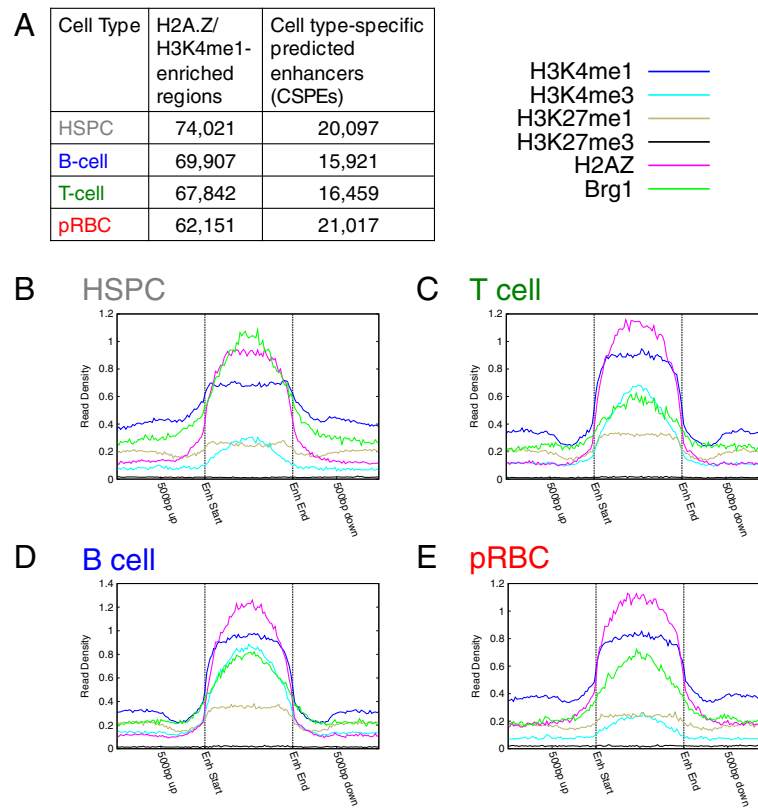 A
Cell Type
H2A.Z/
H3K4me1-
enriched
regions
Cell type-specific
predicted
enhancers
(CSPEs)
HSPC 74,021 20,097
B-cell 69,907 15,921
T-cell 67,842 16,459
pRBC 62,151 21,017
H3K4me1
H3K4me3
H3K27me1
H3K27me3
H2AZ
Brg1
B HSPC
1.2
1
0.8
0.6
0.4
0.2
0
Read Density
500bp up
Enh Start
Enh End
500bp down
C T cell
1.2
1
0.8
0.6
0.4
0.2
0
Read Density
500bp up
Enh Start
Enh End
500bp down
D B cell
1.4
1.2
1
0.8
0.6
0.4
0.2
0
Read Density
500bp up
Enh Start
Enh End
500bp down
E pRBC
1.2
1
0.8
0.6
0.4
0.2
0
Read Density
500bp up
Enh Start
Enh End
500bp down